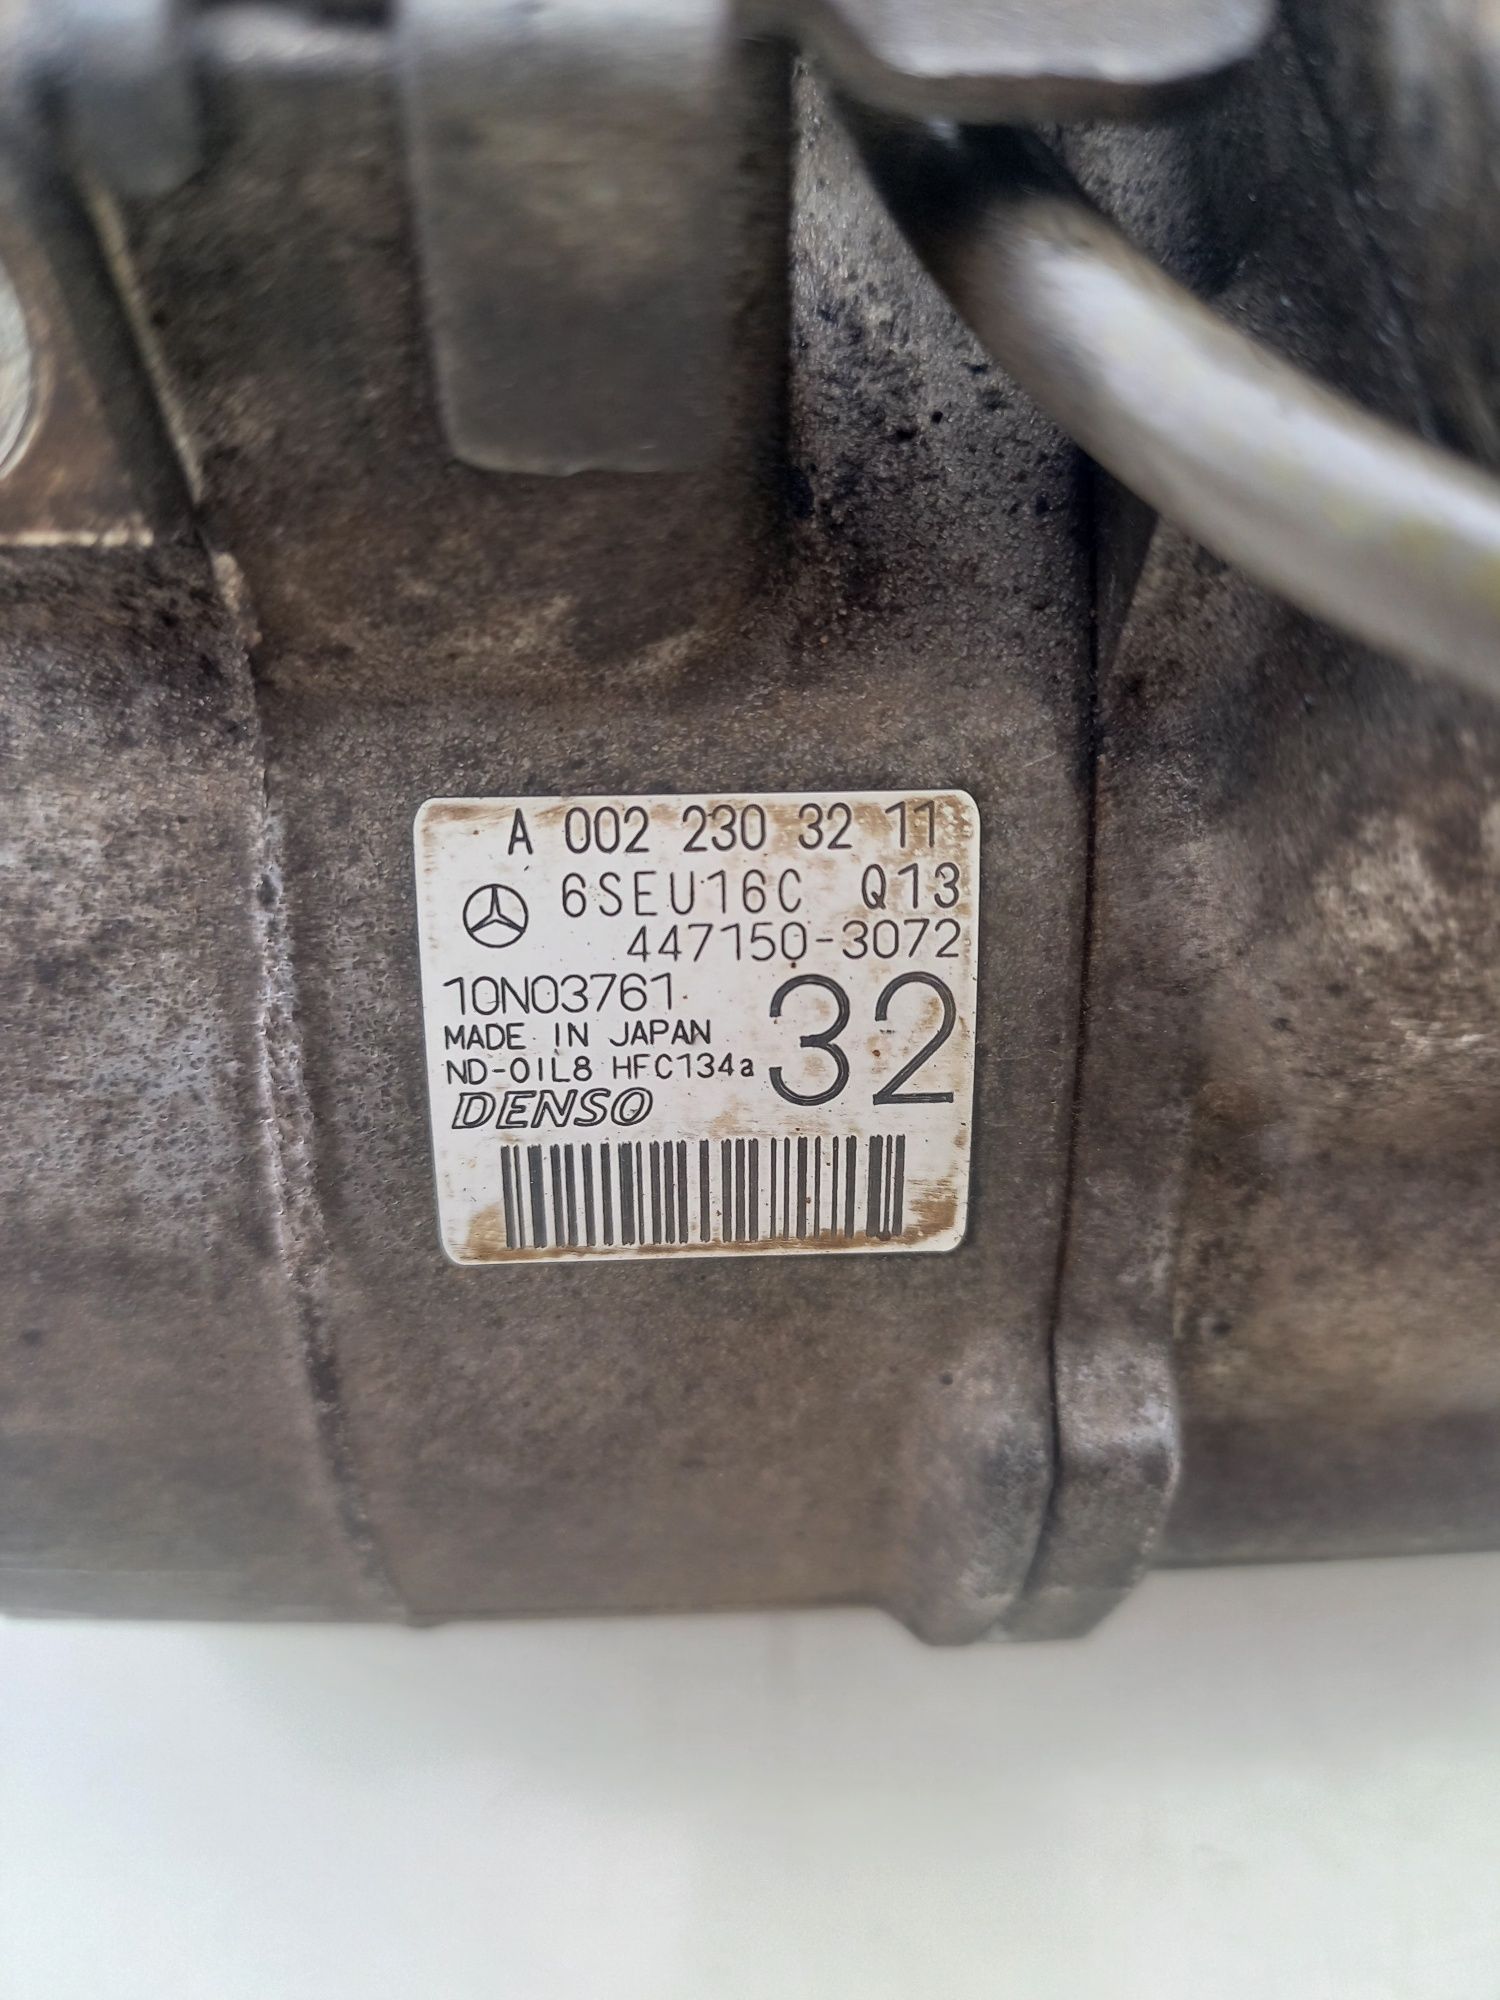 A 002 230 32 11
6SEU16C Q13
447150-3072
10N03761
32
MADE IN JAPAN
ND-OIL8 HFC134a
DENSO